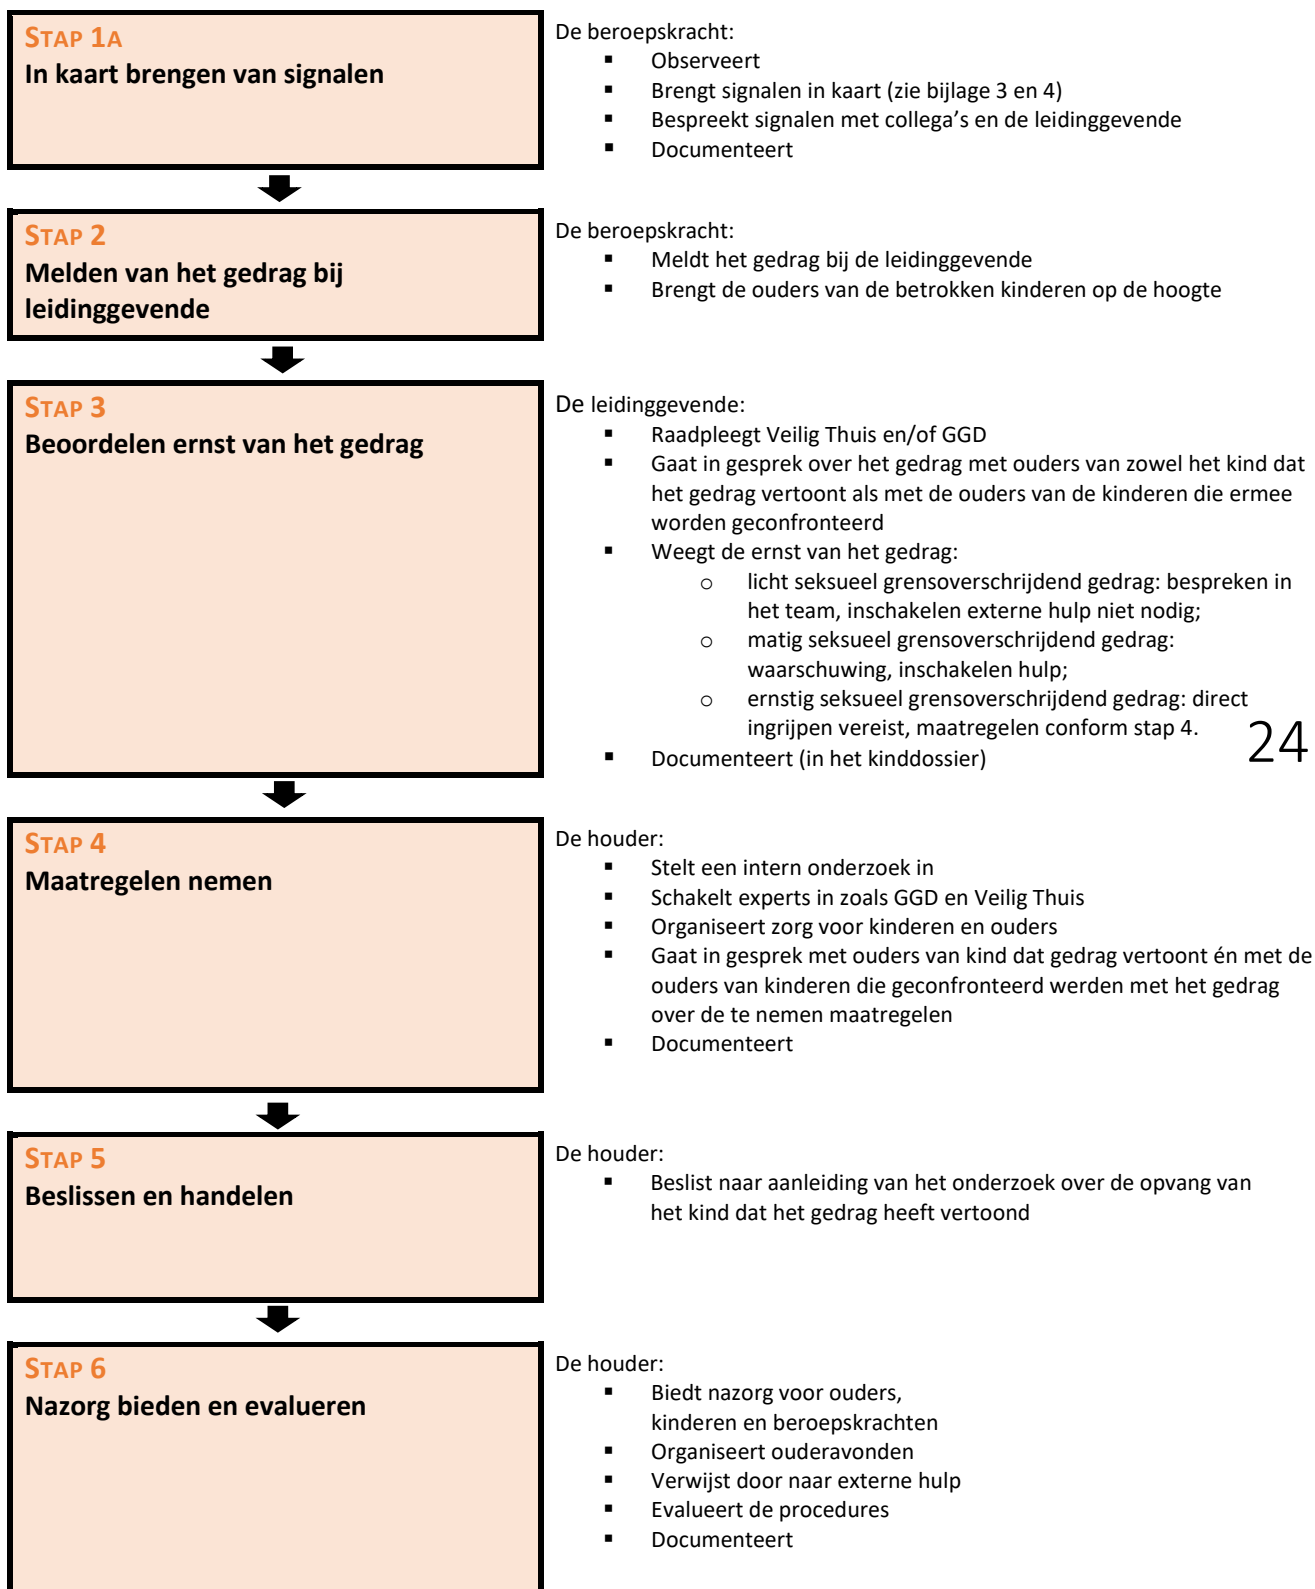 STAP 1A
In kaart brengen van signalen
De beroepskracht:
▪ Observeert
▪ Brengt signalen in kaart (zie bijlage 3 en 4)
▪ Bespreekt signalen met collega’s en de leidinggevende
▪ Documenteert
STAP 2
Melden van het gedrag bij
leidinggevende
De beroepskracht:
▪ Meldt het gedrag bij de leidinggevende
▪ Brengt de ouders van de betrokken kinderen op de hoogte
STAP 3
Beoordelen ernst van het gedrag
De leidinggevende:
▪ Raadpleegt Veilig Thuis en/of GGD
▪ Gaat in gesprek over het gedrag met ouders van zowel het kind dat
het gedrag vertoont als met de ouders van de kinderen die ermee
worden geconfronteerd
▪ Weegt de ernst van het gedrag:
o licht seksueel grensoverschrijdend gedrag: bespreken in
het team, inschakelen externe hulp niet nodig;
o matig seksueel grensoverschrijdend gedrag:
waarschuwing, inschakelen hulp;
o ernstig seksueel grensoverschrijdend gedrag: direct
ingrijpen vereist, maatregelen conform stap 4.
▪ Documenteert (in het kinddossier)
24
STAP 4
Maatregelen nemen
De houder:
▪ Stelt een intern onderzoek in
▪ Schakelt experts in zoals GGD en Veilig Thuis
▪ Organiseert zorg voor kinderen en ouders
▪ Gaat in gesprek met ouders van kind dat gedrag vertoont én met de
ouders van kinderen die geconfronteerd werden met het gedrag
over de te nemen maatregelen
▪ Documenteert
STAP 5
Beslissen en handelen
De houder:
▪ Beslist naar aanleiding van het onderzoek over de opvang van
het kind dat het gedrag heeft vertoond
STAP 6
Nazorg bieden en evalueren
De houder:
▪ Biedt nazorg voor ouders,
kinderen en beroepskrachten
▪ Organiseert ouderavonden
▪ Verwijst door naar externe hulp
▪ Evalueert de procedures
▪ Documenteert